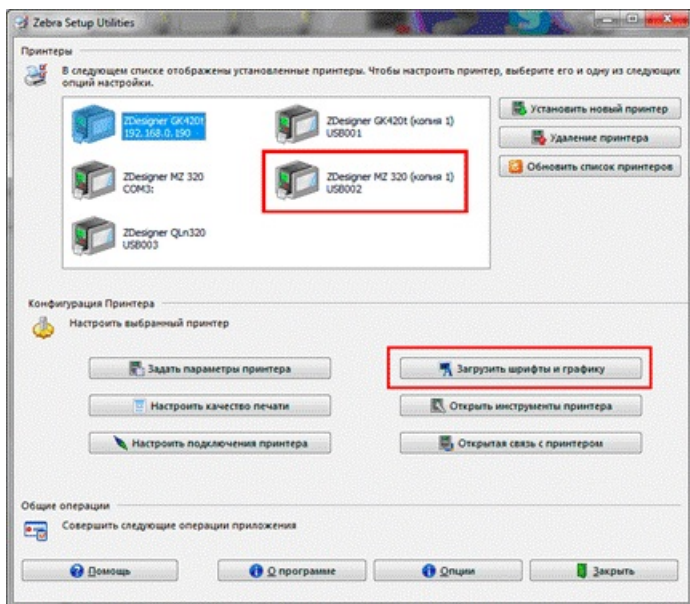 Zebra Setup Utilities
Принтеры
В следующем списке отображены установленные принтеры. Чтобы настроить принтер, выберите его и одну из следующих
опций настройки.
ZDesigner GK420t
192.168.0.190
ZDesigner GK420t (копия 1)
USB001
ZDesigner MZ 320
COM3:
ZDesigner MZ 320 (копия 1)
USB002
ZDesigner QLn320
USB003
Установить новый принтер
Удаление принтера
Обновить список принтеров
Конфигурация Принтера
Настроить выбранный принтер
Задать параметры принтера
Загрузить шрифты и графику
Настроить качество печати
Открыть инструменты принтера
Настроить подключения принтера
Открытая связь с принтером
Общие операции
Совершить следующие операции приложения
Помощь
О программе
Опции
Закрыть